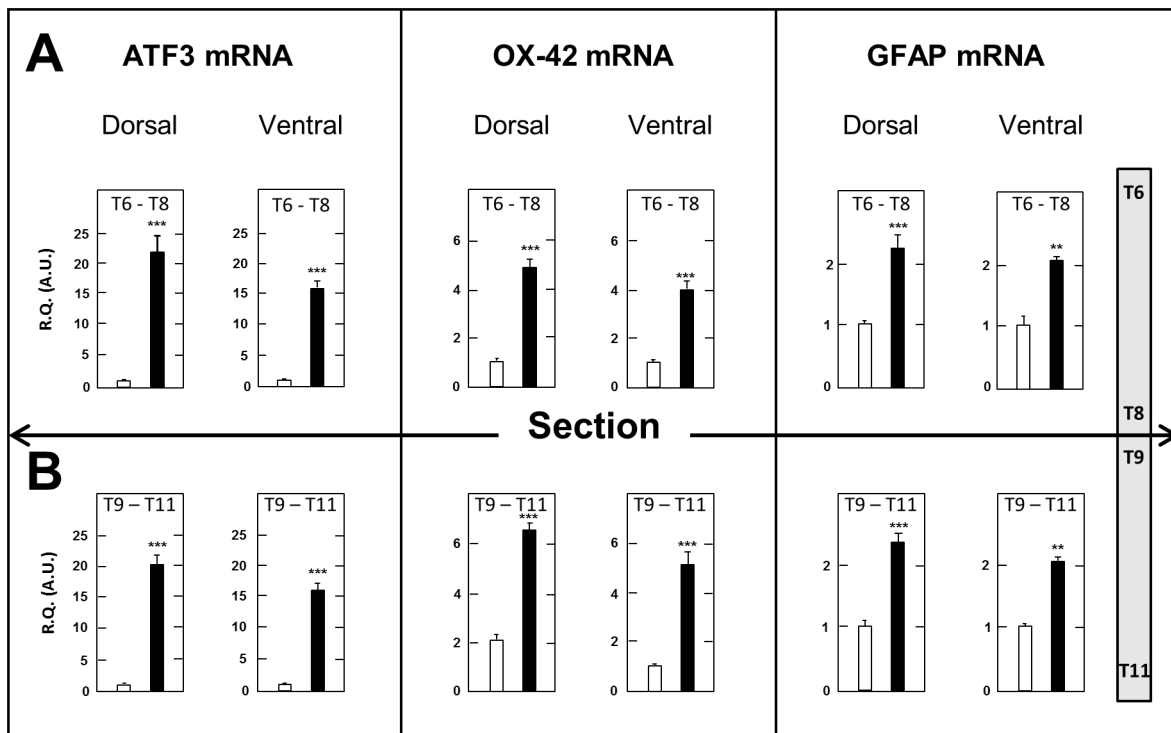 A
ATF3 mRNA
OX-42 mRNA
GFAP mRNA
Dorsal
Ventral
Dorsal
Ventral
Dorsal
Ventral
R.Q. (A.U.)
T6 - T8
***
25
20
15
10
5
0
T6 - T8
***
25
20
15
10
5
0
T6 - T8
***
6
4
2
0
T6 - T8
***
6
4
2
0
T6 - T8
***
2
1
0
T6 - T8
**
2
1
0
T6
T8
Section
B
R.Q. (A.U.)
T9 – T11
***
25
20
15
10
5
0
T9 – T11
***
25
20
15
10
5
0
T9 – T11
***
6
4
2
0
T9 – T11
***
6
4
2
0
T9 – T11
***
2
1
0
T9 – T11
**
2
1
0
T9
T11